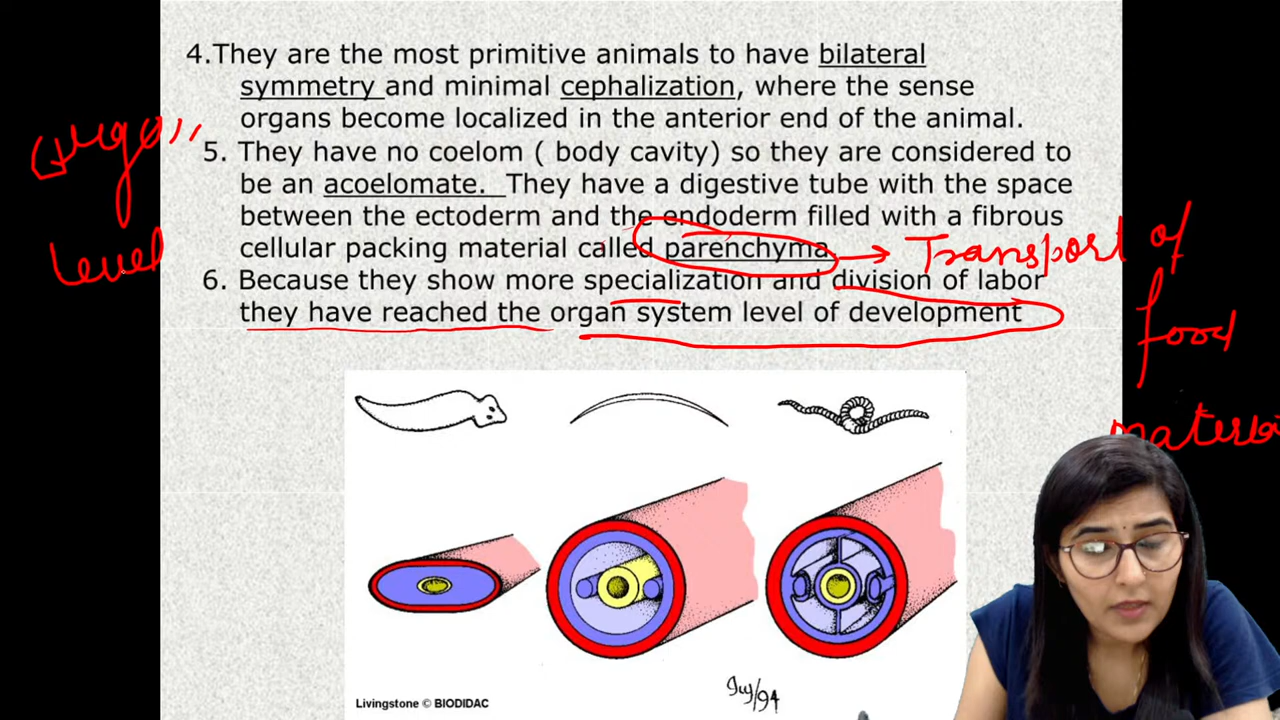 4.They are the most primitive animals to have bilateral
symmetry and minimal cephalization, where the sense
organs become localized in the anterior end of the animal.
5. They have no coelom ( body cavity) so they are considered to
be an acoelomate. They have a digestive tube with the space
between the ectoderm and the endoderm filled with a fibrous
cellular packing material called parenchyma
6. Because they show more specialization and division of labor
they have reached the organ system level of development
organ
level
Transport of
food
material
Livingstone © BIODIDAC